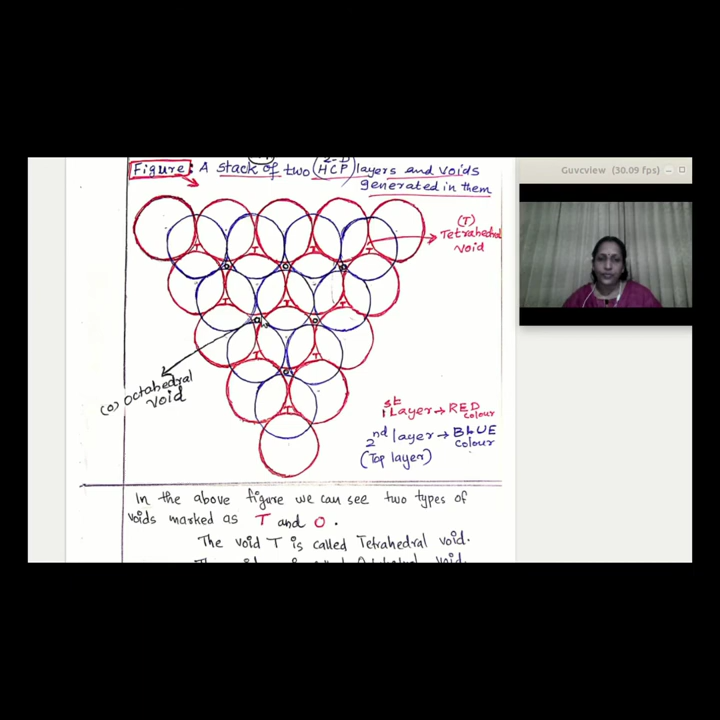 Figure: A stack of two (2-D HCP) layers and voids
generated in them
Guvcview (30.09 fps)
(T)
Tetrahedral
void
T T T T
O O O
T T T
O O
T T
O
T
(O) Octahedral
void
1st Layer → RED
colour
2nd layer → BLUE
colour
(Top layer)
In the above figure we can see two types of
voids marked as T and O.
The void T is called Tetrahedral void.